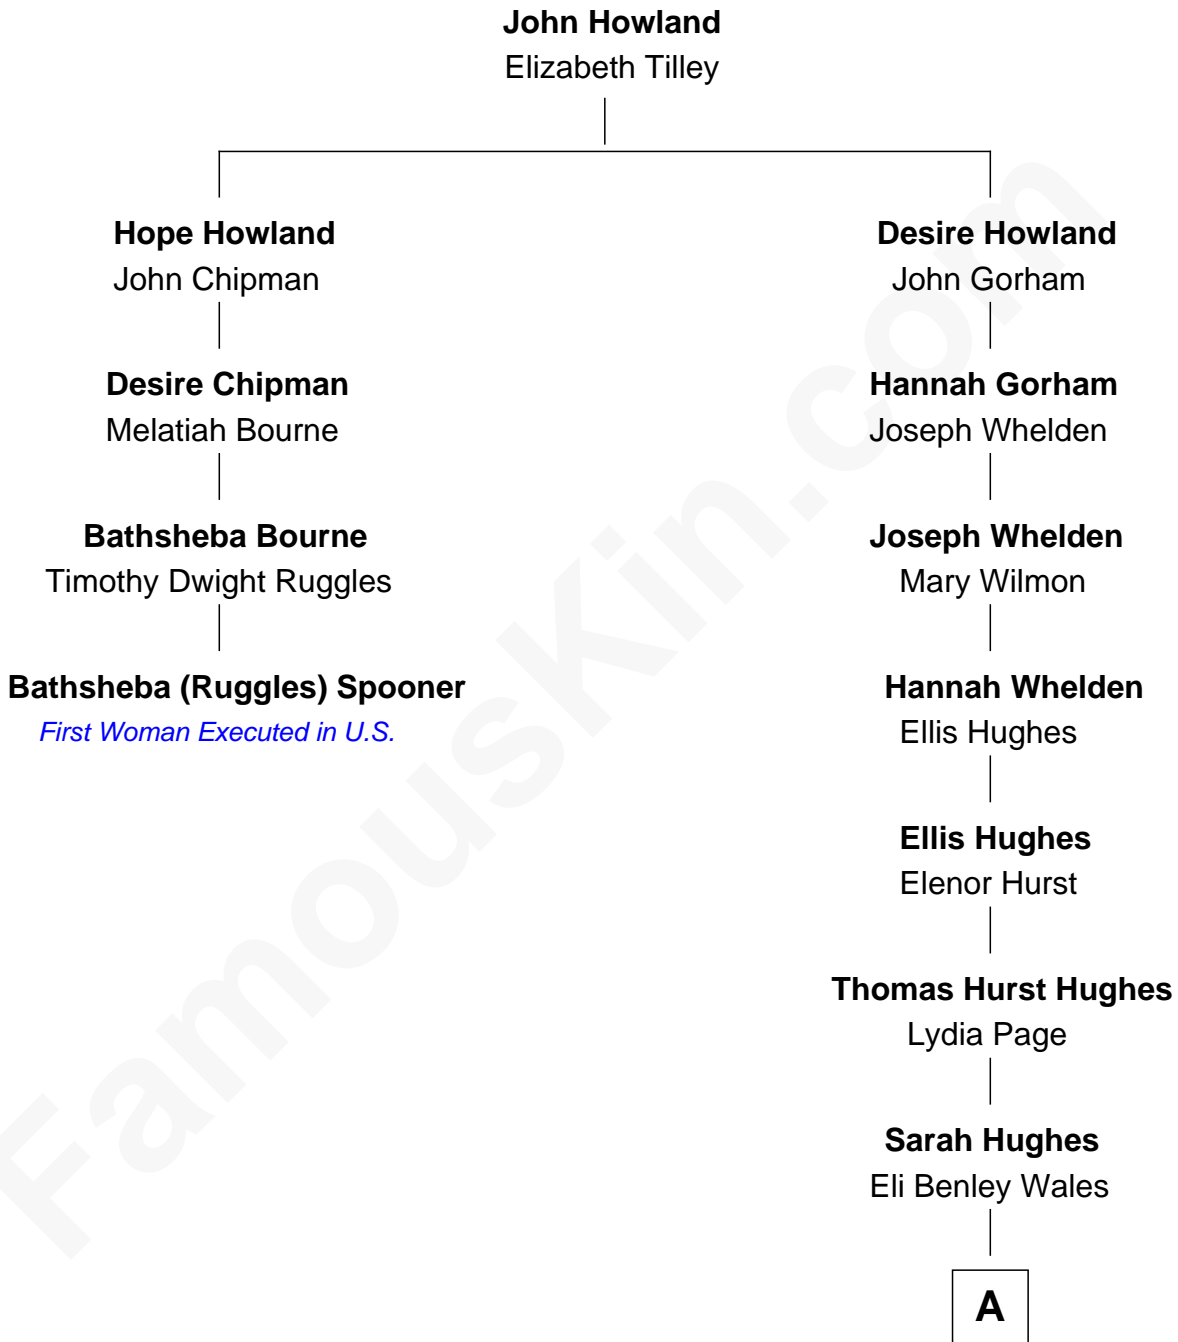 John Howland
Elizabeth Tilley
Hope Howland
John Chipman
Desire Howland
John Gorham
Desire Chipman
Melatiah Bourne
Hannah Gorham
Joseph Whelden
Bathsheba Bourne
Timothy Dwight Ruggles
Joseph Whelden
Mary Wilmon
Bathsheba (Ruggles) Spooner
First Woman Executed in U.S.
Hannah Whelden
Ellis Hughes
Ellis Hughes
Elenor Hurst
Thomas Hurst Hughes
Lydia Page
Sarah Hughes
Eli Benley Wales
A
FamousKin.com